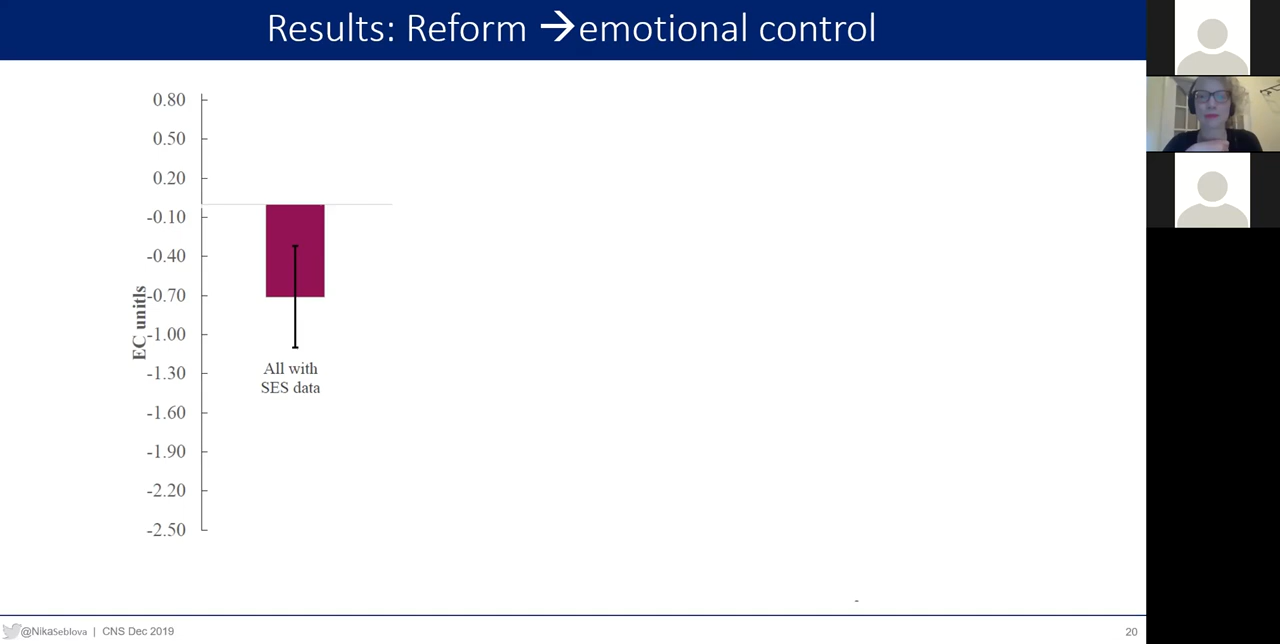 Results: Reform →emotional control
0.80
0.50
0.20
-0.10
-0.40
-0.70
-1.00
-1.30
-1.60
-1.90
-2.20
-2.50
EC unitls
All with
SES data
-
@NikaSeblova | CNS Dec 2019
20